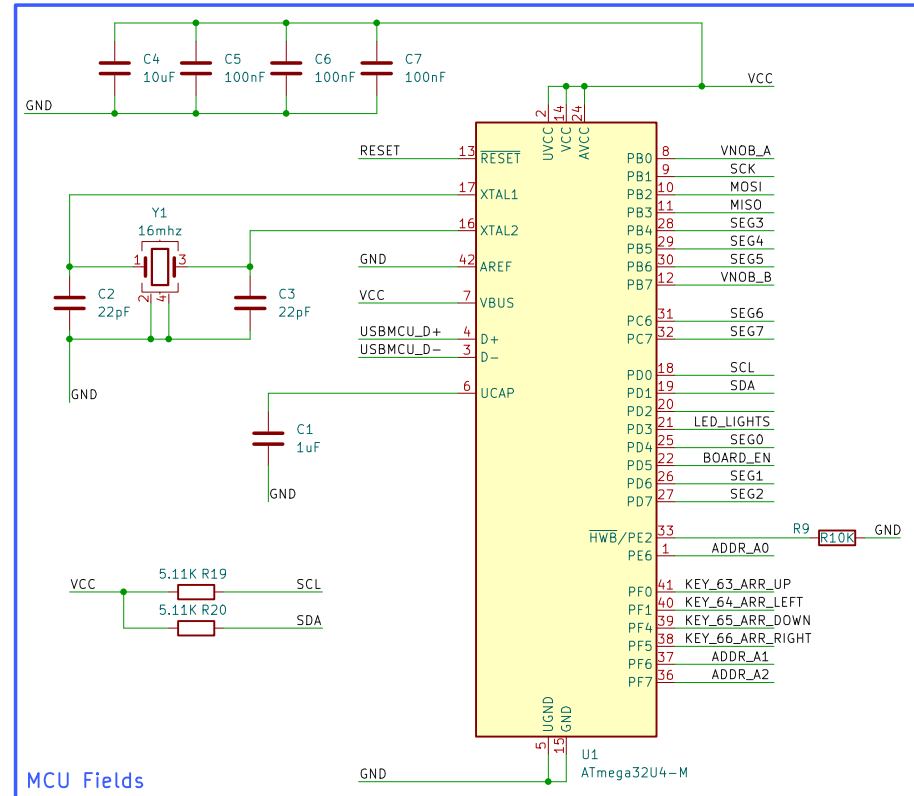 C4 C5 C6 C7
10uF 100nF 100nF 100nF
VCC
GND
2 14 24
UVCC VCC AVCC
RESET 13 RESET PB0 8 VNOB_A
PB1 9 SCK
17 XTAL1 PB2 10 MOSI
Y1 PB3 11 MISO
16mhz 16 XTAL2 PB4 28 SEG3
PB5 29 SEG4
1 3 GND 42 AREF PB6 30 SEG5
PB7 12 VNOB_B
2 4
C2 C3 VCC 7 VBUS
22pF 22pF PC6 31 SEG6
USBMCU_D+ 4 D+ PC7 32 SEG7
USBMCU_D- 3 D-
PD0 18 SCL
GND 6 UCAP PD1 19 SDA
PD2 20
C1 PD3 21 LED_LIGHTS
1uF PD4 25 SEG0
PD5 22 BOARD_EN
PD6 26 SEG1
GND PD7 27 SEG2
HWB/PE2 33 R9 R10K GND
PE6 1 ADDR_A0
5.11K R19
VCC SCL PF0 41 KEY_63_ARR_UP
5.11K R20 PF1 40 KEY_64_ARR_LEFT
SDA PF4 39 KEY_65_ARR_DOWN
PF5 38 KEY_66_ARR_RIGHT
PF6 37 ADDR_A1
PF7 36 ADDR_A2
UGND GND
5 15
U1
GND ATmega32U4-M
MCU Fields